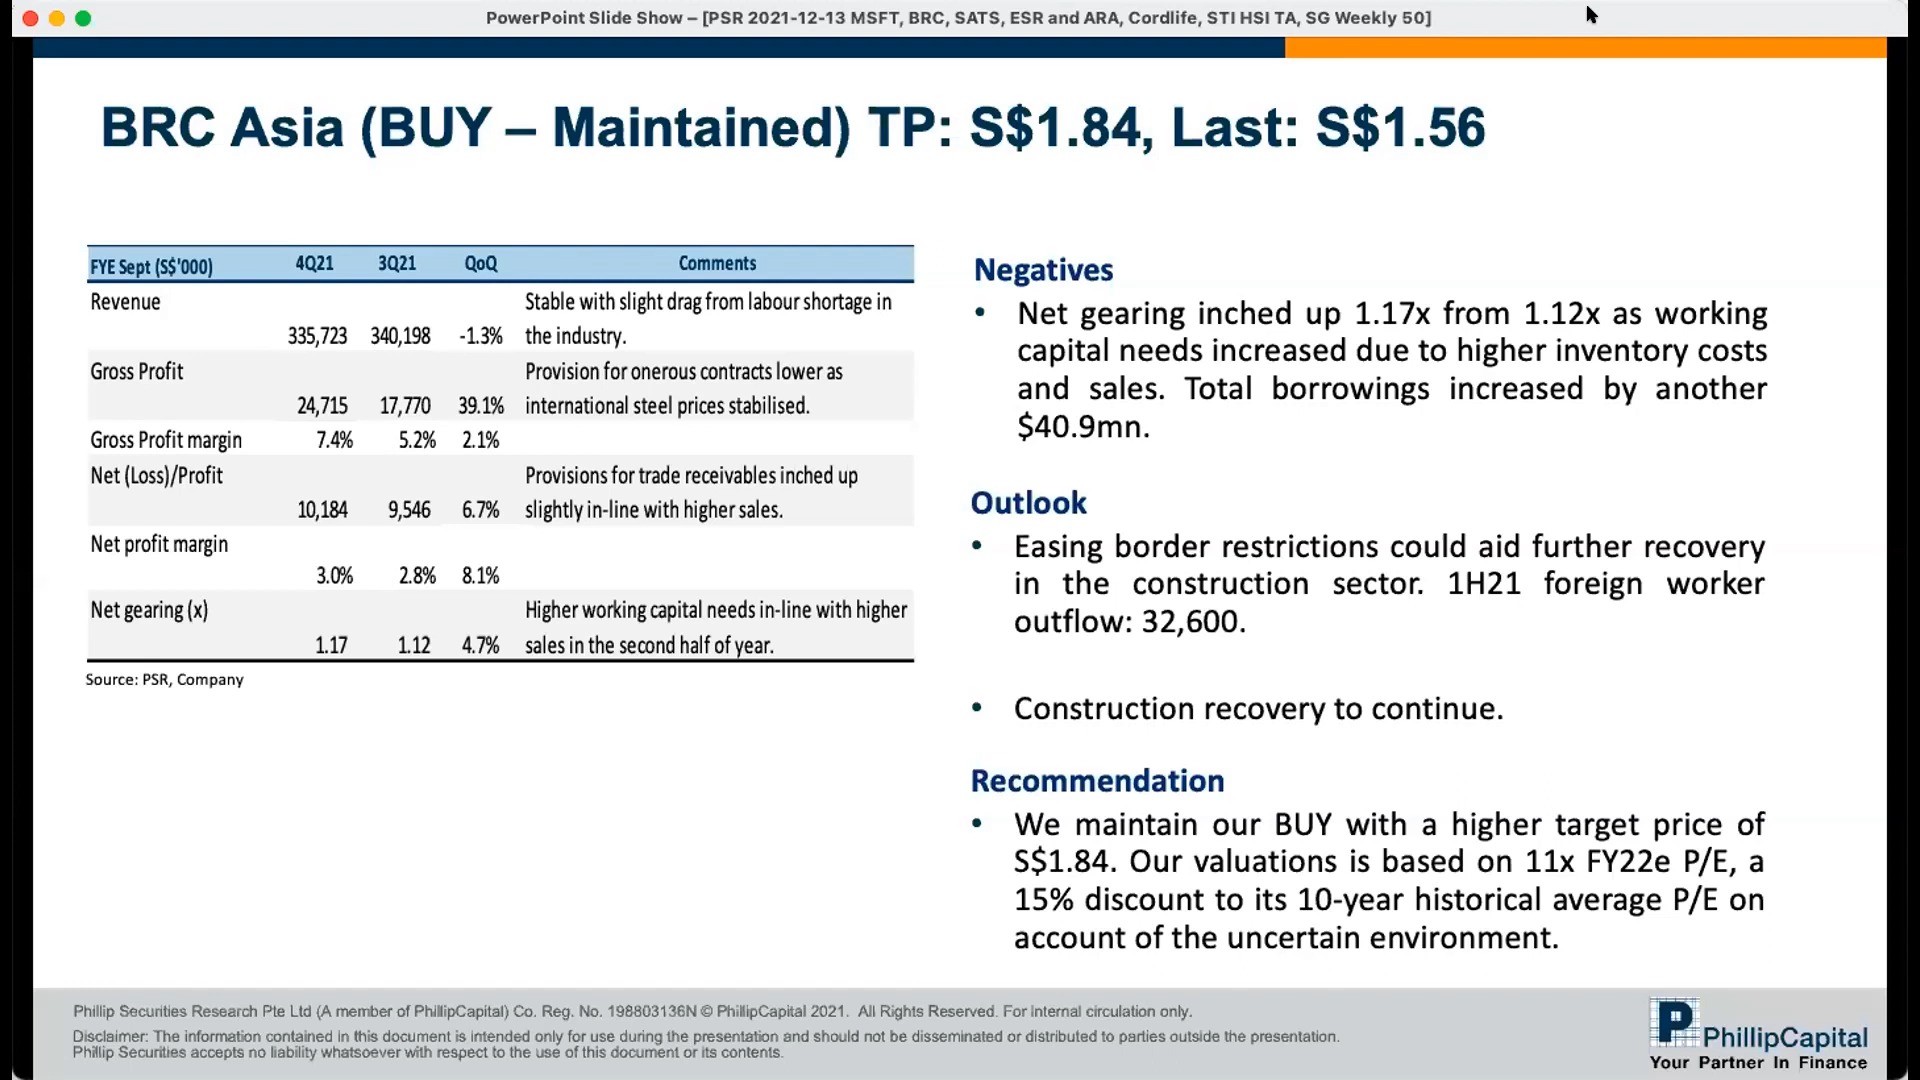 PowerPoint Slide Show – [PSR 2021-12-13 MSFT, BRC, SATS, ESR and ARA, Cordlife, STI HSI TA, SG Weekly 50]
BRC Asia (BUY – Maintained) TP: S$1.84, Last: S$1.56
FYE Sept (S$'000) 4Q21 3Q21 QoQ Comments
Revenue 335,723 340,198 -1.3% Stable with slight drag from labour shortage in
the industry.
Gross Profit 24,715 17,770 39.1% Provision for onerous contracts lower as
international steel prices stabilised.
Gross Profit margin 7.4% 5.2% 2.1%
Net (Loss)/Profit 10,184 9,546 6.7% Provisions for trade receivables inched up
slightly in-line with higher sales.
Net profit margin 3.0% 2.8% 8.1%
Net gearing (x) 1.17 1.12 4.7% Higher working capital needs in-line with higher
sales in the second half of year.
Source: PSR, Company
Negatives
• Net gearing inched up 1.17x from 1.12x as working
capital needs increased due to higher inventory costs
and sales. Total borrowings increased by another
$40.9mn.
Outlook
• Easing border restrictions could aid further recovery
in the construction sector. 1H21 foreign worker
outflow: 32,600.
• Construction recovery to continue.
Recommendation
• We maintain our BUY with a higher target price of
S$1.84. Our valuations is based on 11x FY22e P/E, a
15% discount to its 10-year historical average P/E on
account of the uncertain environment.
Phillip Securities Research Pte Ltd (A member of PhillipCapital) Co. Reg. No. 198803136N © PhillipCapital 2021. All Rights Reserved. For internal circulation only.
Disclaimer: The information contained in this document is intended only for use during the presentation and should not be disseminated or distributed to parties outside the presentation.
Phillip Securities accepts no liability whatsoever with respect to the use of this document or its contents.
PhillipCapital
Your Partner In Finance